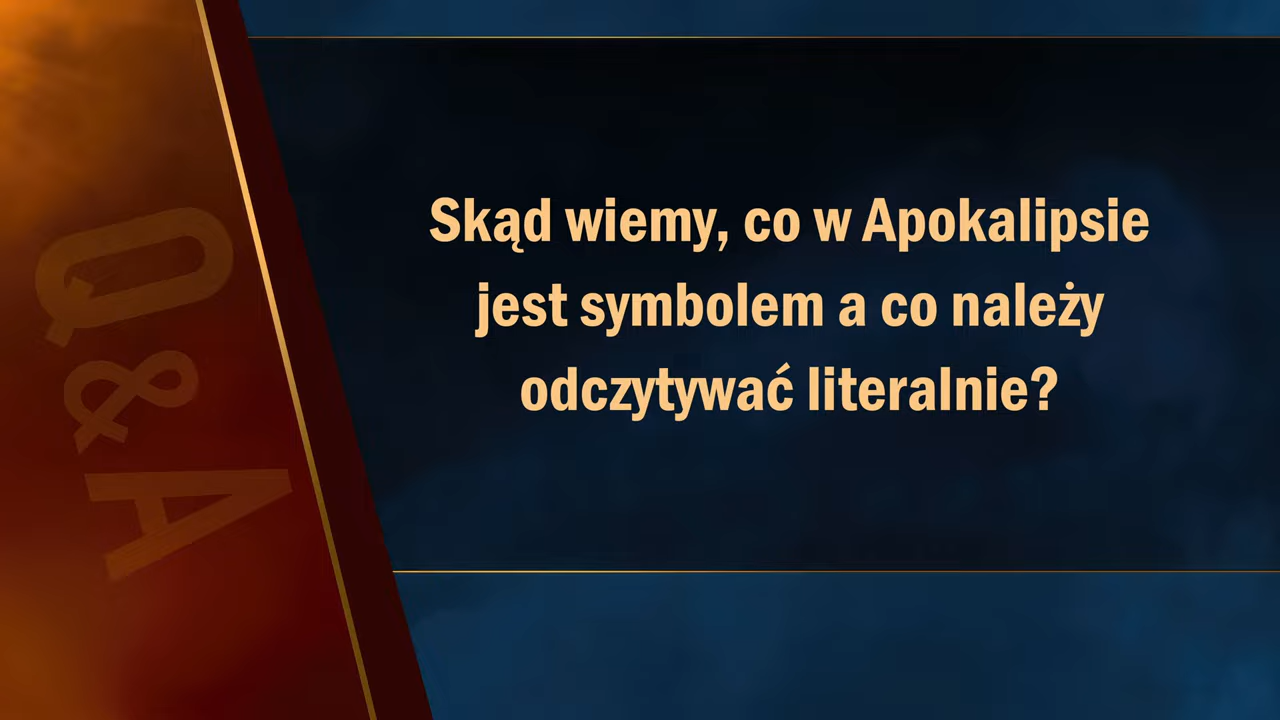 Q&A
Skąd wiemy, co w Apokalipsie
jest symbolem a co należy
odczytywać literalnie?